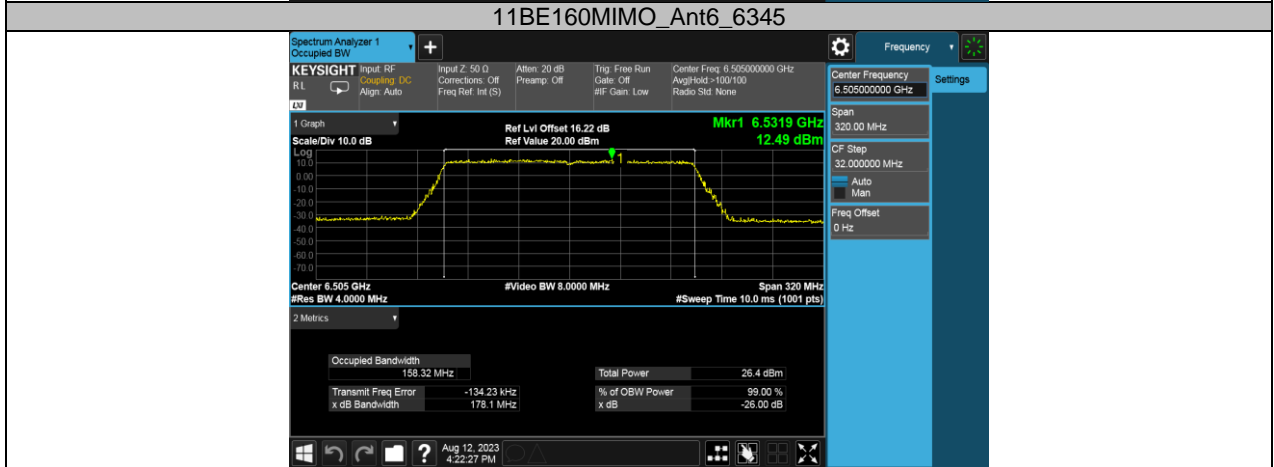 11BE160MIMO_Ant6_6345
Spectrum Analyzer 1
Occupied BW
+
Frequency
KEYSIGHT
RL
LXI
Input: RF
Coupling: DC
Align: Auto
Input Z: 50 Ω
Corrections: Off
Freq Ref: Int (S)
Atten: 20 dB
Preamp: Off
Trig: Free Run
Gate: Off
#IF Gain: Low
Center Freq: 6.505000000 GHz
Avg|Hold:>100/100
Radio Std: None
Center Frequency
6.505000000 GHz
Settings
Span
320.00 MHz
CF Step
32.000000 MHz
Auto
Man
Freq Offset
0 Hz
1 Graph
Scale/Div 10.0 dB
Ref Lvl Offset 16.22 dB
Ref Value 20.00 dBm
Mkr1 6.5319 GHz
12.49 dBm
Log
10.0
0.00
-10.0
-20.0
-30.0
-40.0
-50.0
-60.0
-70.0
1
Center 6.505 GHz
#Res BW 4.0000 MHz
#Video BW 8.0000 MHz
Span 320 MHz
#Sweep Time 10.0 ms (1001 pts)
2 Metrics
Occupied Bandwidth
158.32 MHz
Total Power 26.4 dBm
Transmit Freq Error -134.23 kHz
% of OBW Power 99.00 %
x dB Bandwidth 178.1 MHz
x dB -26.00 dB
?
Aug 12, 2023
4:22:27 PM